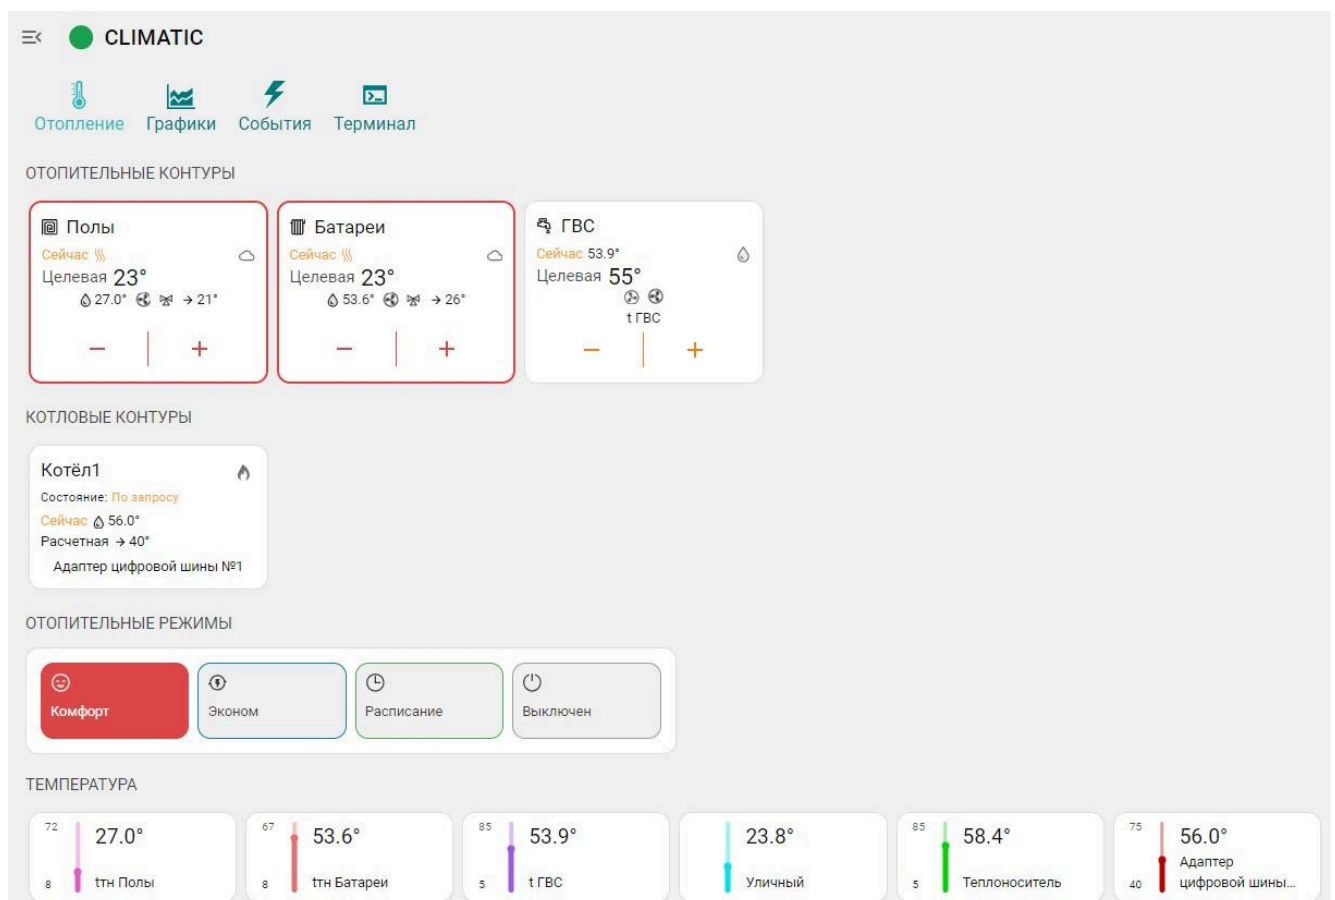 CLIMATIC
Отопление Графики События Терминал
ОТОПИТЕЛЬНЫЕ КОНТУРЫ
Полы
Сейчас
Целевая 23°
27.0° → 21°
− +
Батареи
Сейчас
Целевая 23°
53.6° → 26°
− +
ГВС
Сейчас 53.9°
Целевая 55°
t ГВС
− +
КОТЛОВЫЕ КОНТУРЫ
Котёл1
Состояние: По запросу
Сейчас 56.0°
Расчетная → 40°
Адаптер цифровой шины №1
ОТОПИТЕЛЬНЫЕ РЕЖИМЫ
Комфорт
Эконом
Расписание
Выключен
ТЕМПЕРАТУРА
72
27.0°
8
tтн Полы
67
53.6°
8
tтн Батареи
85
53.9°
5
t ГВС
23.8°
Уличный
85
58.4°
5
Теплоноситель
75
56.0°
40
Адаптер
цифровой шины...